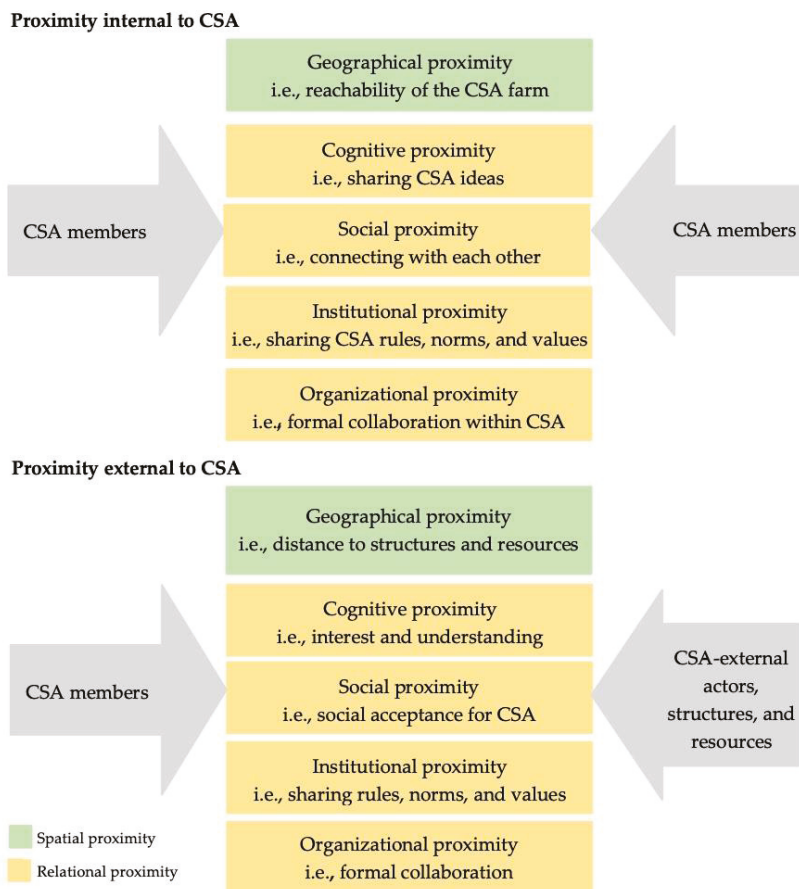 Proximity internal to CSA
Geographical proximity
i.e., reachability of the CSA farm
Cognitive proximity
i.e., sharing CSA ideas
CSA members
Social proximity
i.e., connecting with each other
CSA members
Institutional proximity
i.e., sharing CSA rules, norms, and values
Organizational proximity
i.e., formal collaboration within CSA
Proximity external to CSA
Geographical proximity
i.e., distance to structures and resources
Cognitive proximity
i.e., interest and understanding
CSA members
Social proximity
i.e., social acceptance for CSA
CSA-external
actors,
structures, and
resources
Institutional proximity
i.e., sharing rules, norms, and values
Organizational proximity
i.e., formal collaboration
Spatial proximity
Relational proximity